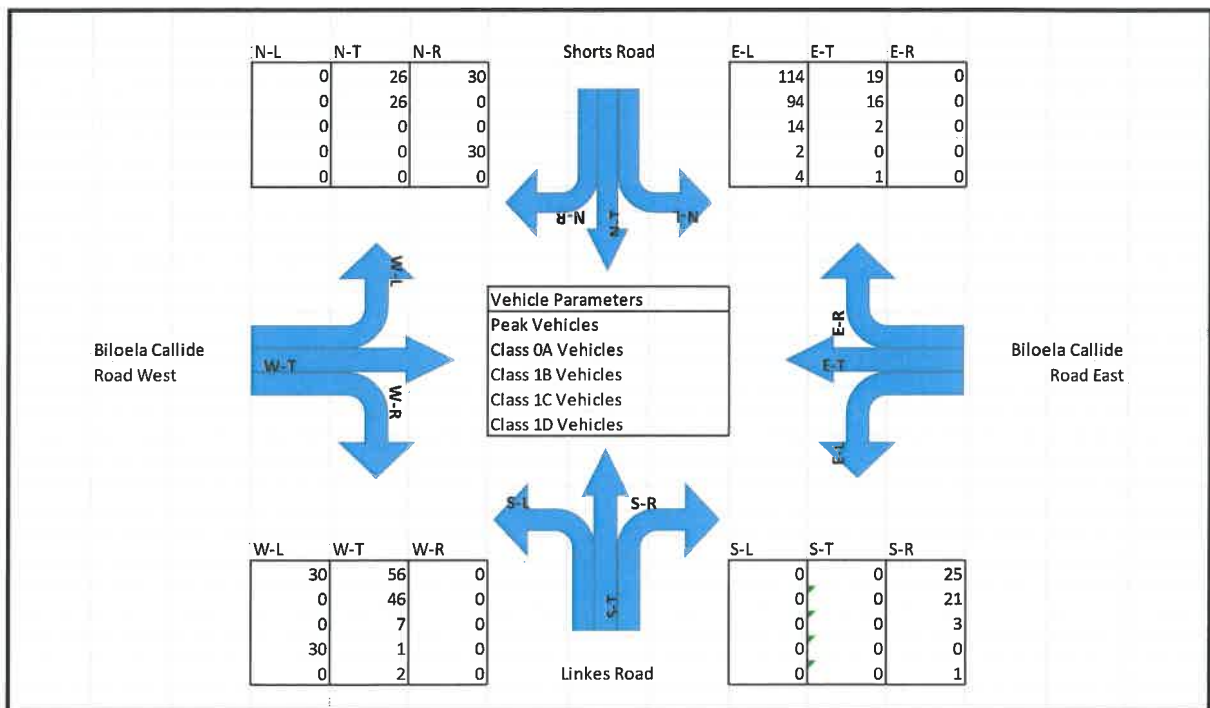 N-L N-T N-R
0 26 30
0 26 0
0 0 0
0 0 30
0 0 0
Shorts Road
E-L E-T E-R
114 19 0
94 16 0
14 2 0
2 0 0
4 1 0
N-R
N-T
N-L
W-L
W-T
W-R
Biloela Callide
Road West
Vehicle Parameters
Peak Vehicles
Class 0A Vehicles
Class 1B Vehicles
Class 1C Vehicles
Class 1D Vehicles
E-R
E-T
E-L
Biloela Callide
Road East
S-L
S-R
S-T
W-L W-T W-R
30 56 0
0 46 0
0 7 0
30 1 0
0 2 0
Linkes Road
S-L S-T S-R
0 0 25
0 0 21
0 0 3
0 0 0
0 0 1